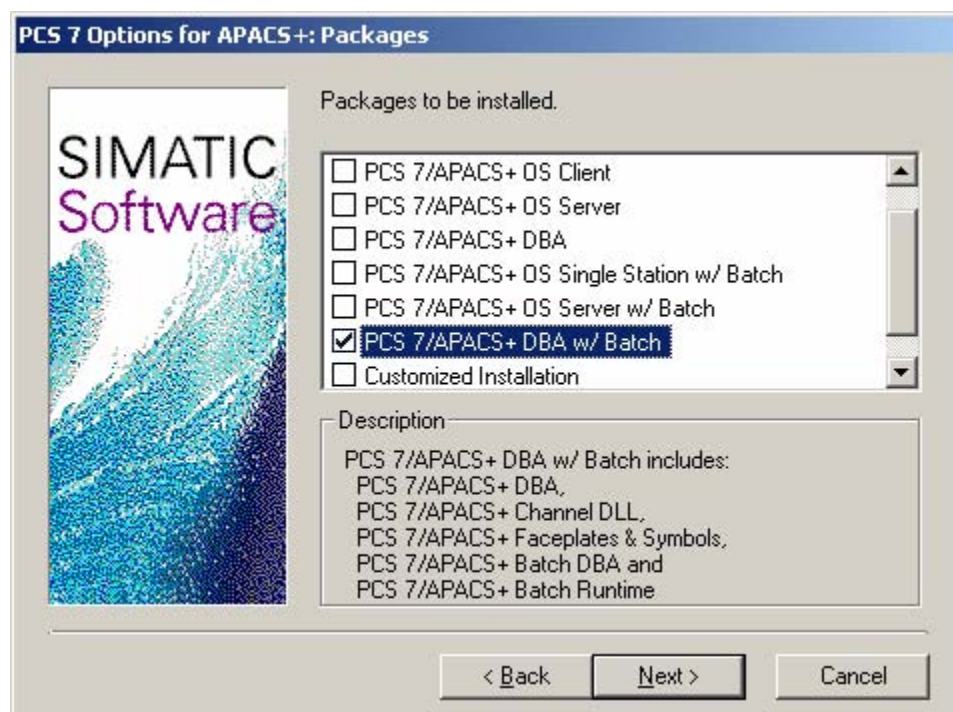 PCS 7 Options for APACS+: Packages
SIMATIC
Software
Packages to be installed.
PCS 7/APACS+ OS Client
PCS 7/APACS+ OS Server
PCS 7/APACS+ DBA
PCS 7/APACS+ OS Single Station w/ Batch
PCS 7/APACS+ OS Server w/ Batch
PCS 7/APACS+ DBA w/ Batch
Customized Installation
Description
PCS 7/APACS+ DBA w/ Batch includes:
PCS 7/APACS+ DBA,
PCS 7/APACS+ Channel DLL,
PCS 7/APACS+ Faceplates & Symbols,
PCS 7/APACS+ Batch DBA and
PCS 7/APACS+ Batch Runtime
< Back
Next >
Cancel